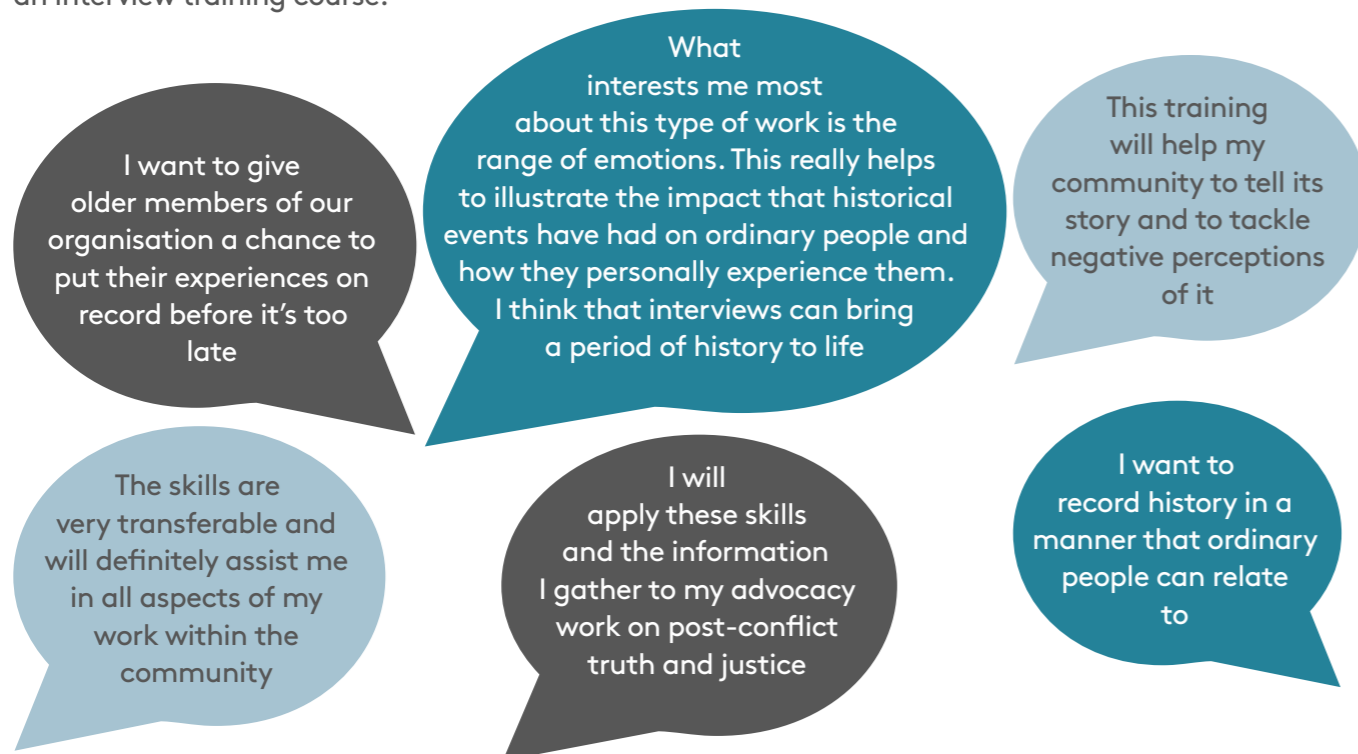 an interview training course:
I want to give
older members of our
organisation a chance to
put their experiences on
record before it’s too
late
What
interests me most
about this type of work is the
range of emotions. This really helps
to illustrate the impact that historical
events have had on ordinary people and
how they personally experience them.
I think that interviews can bring
a period of history to life
This training
will help my
community to tell its
story and to tackle
negative perceptions
of it
The skills are
very transferable and
will definitely assist me
in all aspects of my
work within the
community
I will
apply these skills
and the information
I gather to my advocacy
work on post-conflict
truth and justice
I want to
record history in a
manner that ordinary
people can relate
to